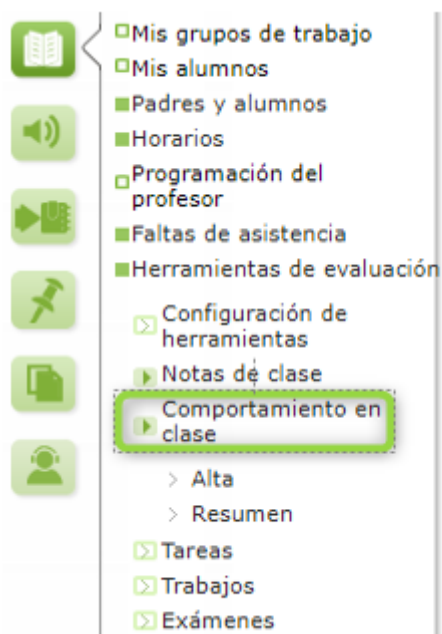 Mis grupos de trabajo
Mis alumnos
Padres y alumnos
Horarios
Programación del
profesor
Faltas de asistencia
Herramientas de evaluación
Configuración de
herramientas
Notas de clase
Comportamiento en
clase
> Alta
> Resumen
Tareas
Trabajos
Exámenes